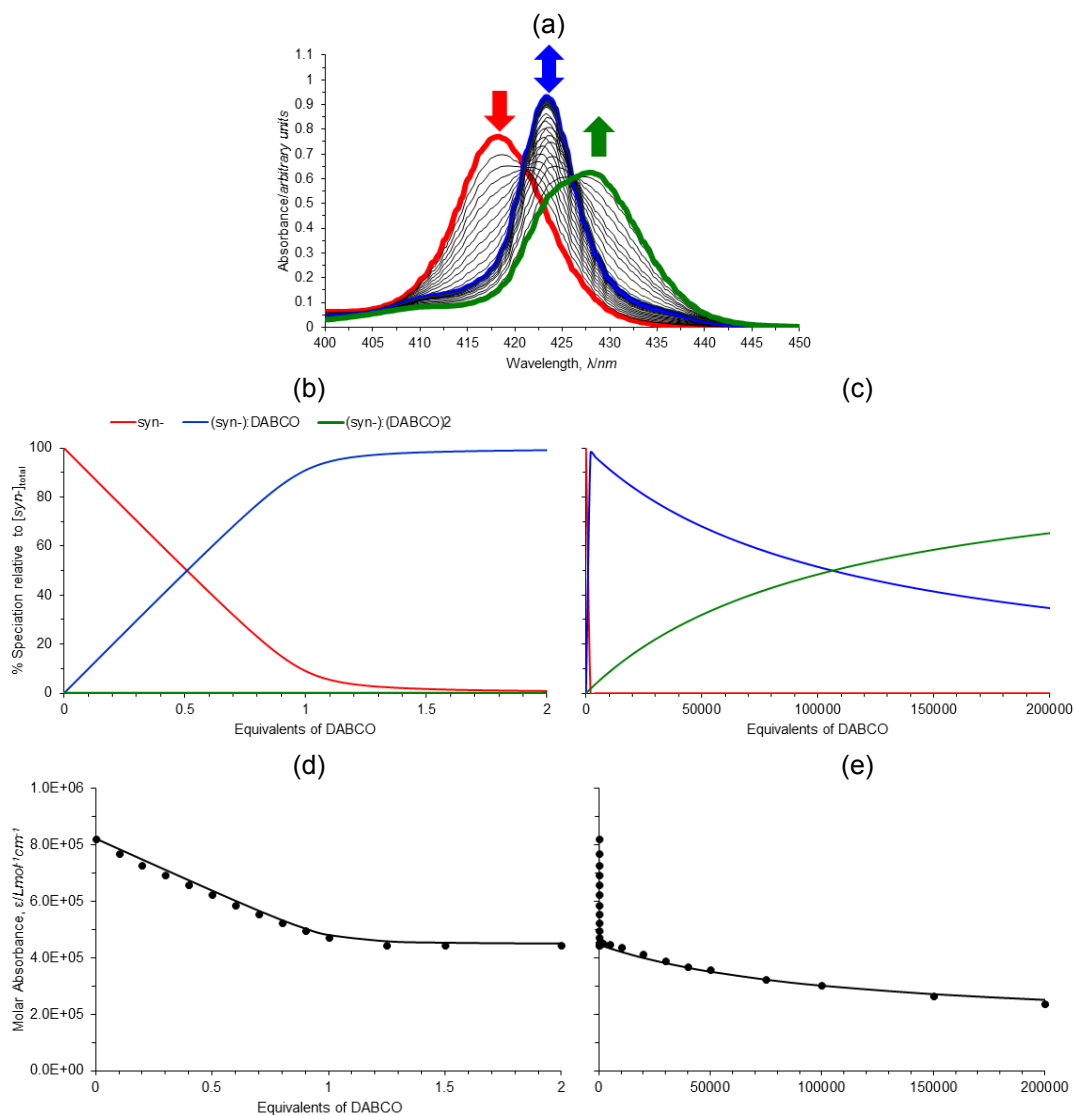 (a)
Absorbance/arbitrary units
1.1
1
0.9
0.8
0.7
0.6
0.5
0.4
0.3
0.2
0.1
0
400 405 410 415 420 425 430 435 440 445 450
Wavelength, λ/nm
(b)
(c)
syn- (syn-):DABCO (syn-):(DABCO)2
% Speciation relative to [syn-]total
100
80
60
40
20
0
0 0.5 1 1.5 2
Equivalents of DABCO
0 50000 100000 150000 200000
Equivalents of DABCO
(d)
(e)
Molar Absorbance, ε/Lmol⁻¹cm⁻¹
1.0E+06
8.0E+05
6.0E+05
4.0E+05
2.0E+05
0.0E+00
0 0.5 1 1.5 2
Equivalents of DABCO
0 50000 100000 150000 200000